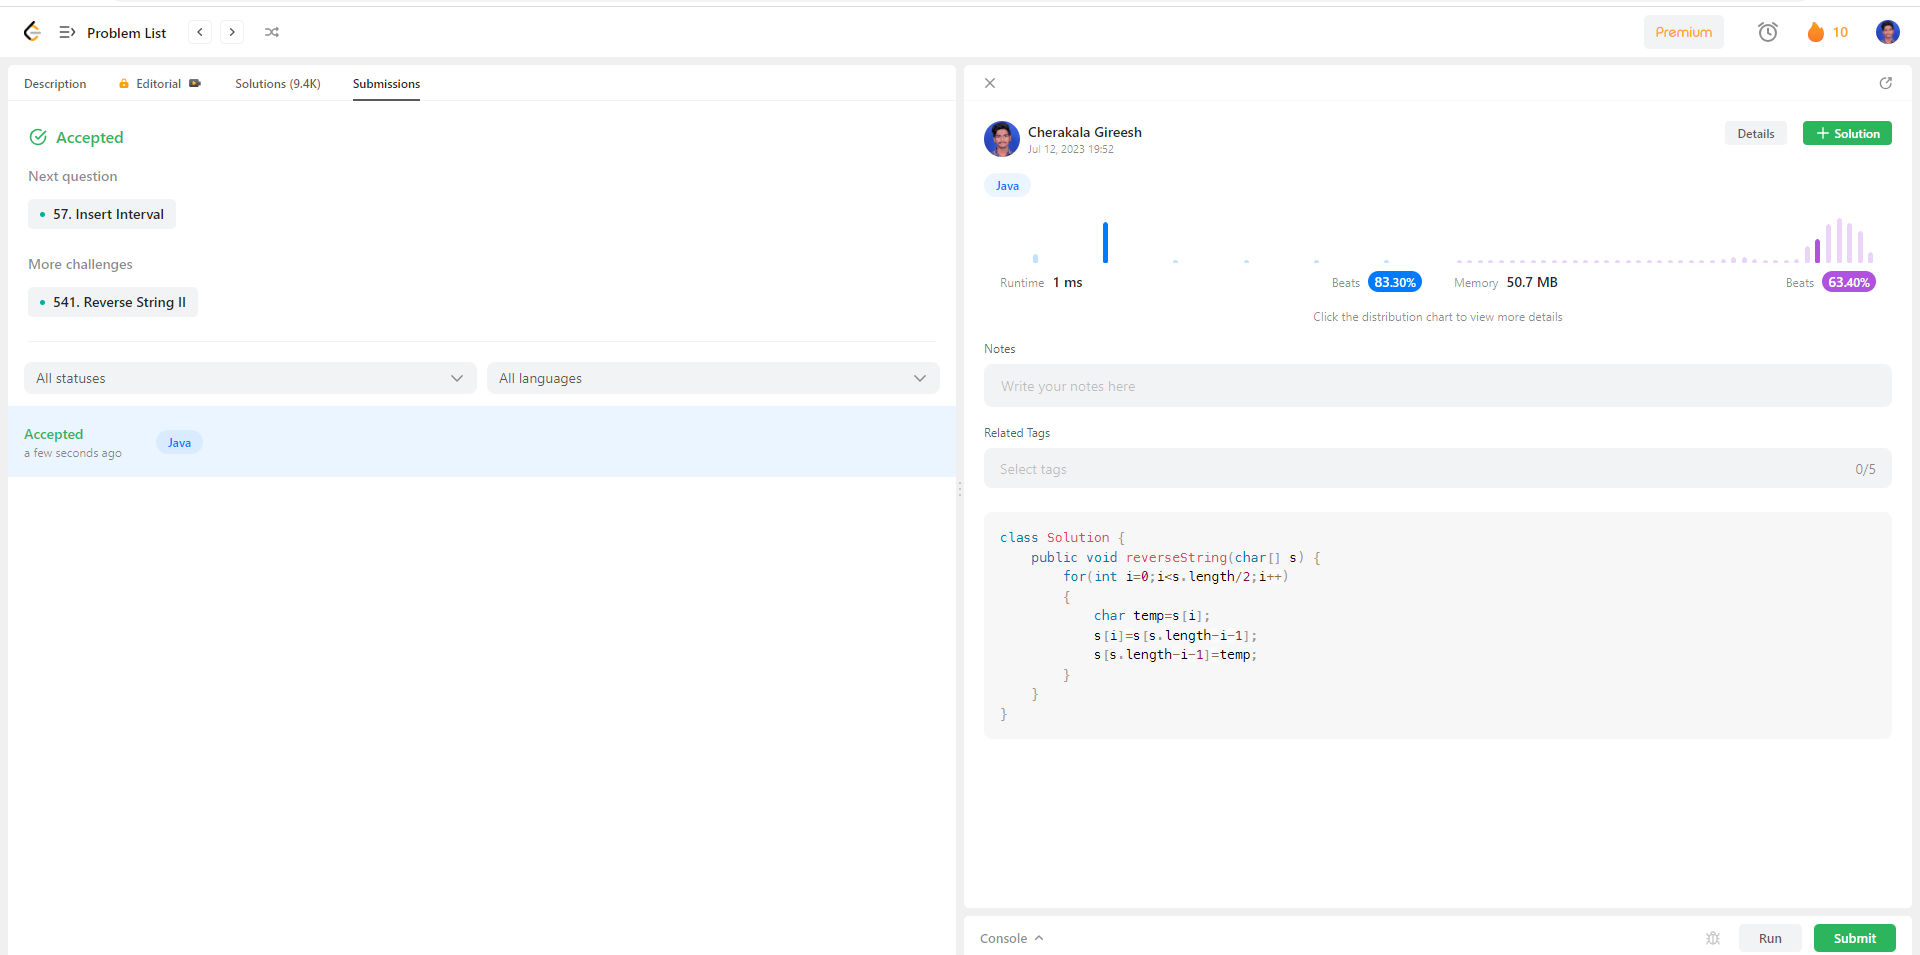 Problem List
Premium
10
Description
Editorial
Solutions (9.4K)
Submissions
Accepted
Next question
57. Insert Interval
More challenges
541. Reverse String II
All statuses
All languages
Accepted
a few seconds ago
Java
Cherakala Gireesh
Jul 12, 2023 19:52
Details
+ Solution
Java
Runtime 1 ms
Beats 83.30%
Memory 50.7 MB
Beats 63.40%
Click the distribution chart to view more details
Notes
Write your notes here
Related Tags
Select tags
0/5
class Solution {
    public void reverseString(char[] s) {
        for(int i=0;i<s.length/2;i++)
        {
            char temp=s[i];
            s[i]=s[s.length-i-1];
            s[s.length-i-1]=temp;
        }
    }
}
Console
Run
Submit